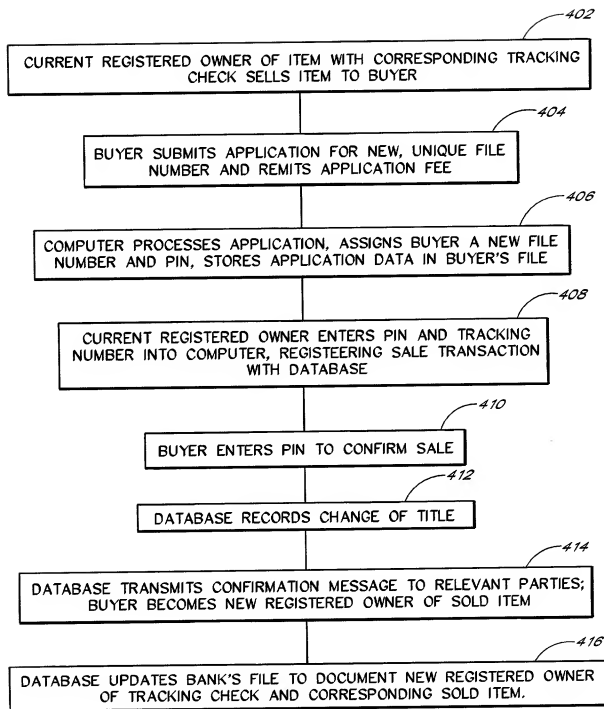 402
CURRENT REGISTERED OWNER OF ITEM WITH CORRESPONDING TRACKING
CHECK SELLS ITEM TO BUYER
404
BUYER SUBMITS APPLICATION FOR NEW, UNIQUE FILE
NUMBER AND REMITS APPLICATION FEE
406
COMPUTER PROCESSES APPLICATION, ASSIGNS BUYER A NEW FILE
NUMBER AND PIN, STORES APPLICATION DATA IN BUYER'S FILE
408
CURRENT REGISTERED OWNER ENTERS PIN AND TRACKING
NUMBER INTO COMPUTER, REGISTEERING SALE TRANSACTION
WITH DATABASE
410
BUYER ENTERS PIN TO CONFIRM SALE
412
DATABASE RECORDS CHANGE OF TITLE
414
DATABASE TRANSMITS CONFIRMATION MESSAGE TO RELEVANT PARTIES;
BUYER BECOMES NEW REGISTERED OWNER OF SOLD ITEM
416
DATABASE UPDATES BANK'S FILE TO DOCUMENT NEW REGISTERED OWNER
OF TRACKING CHECK AND CORRESPONDING SOLD ITEM.